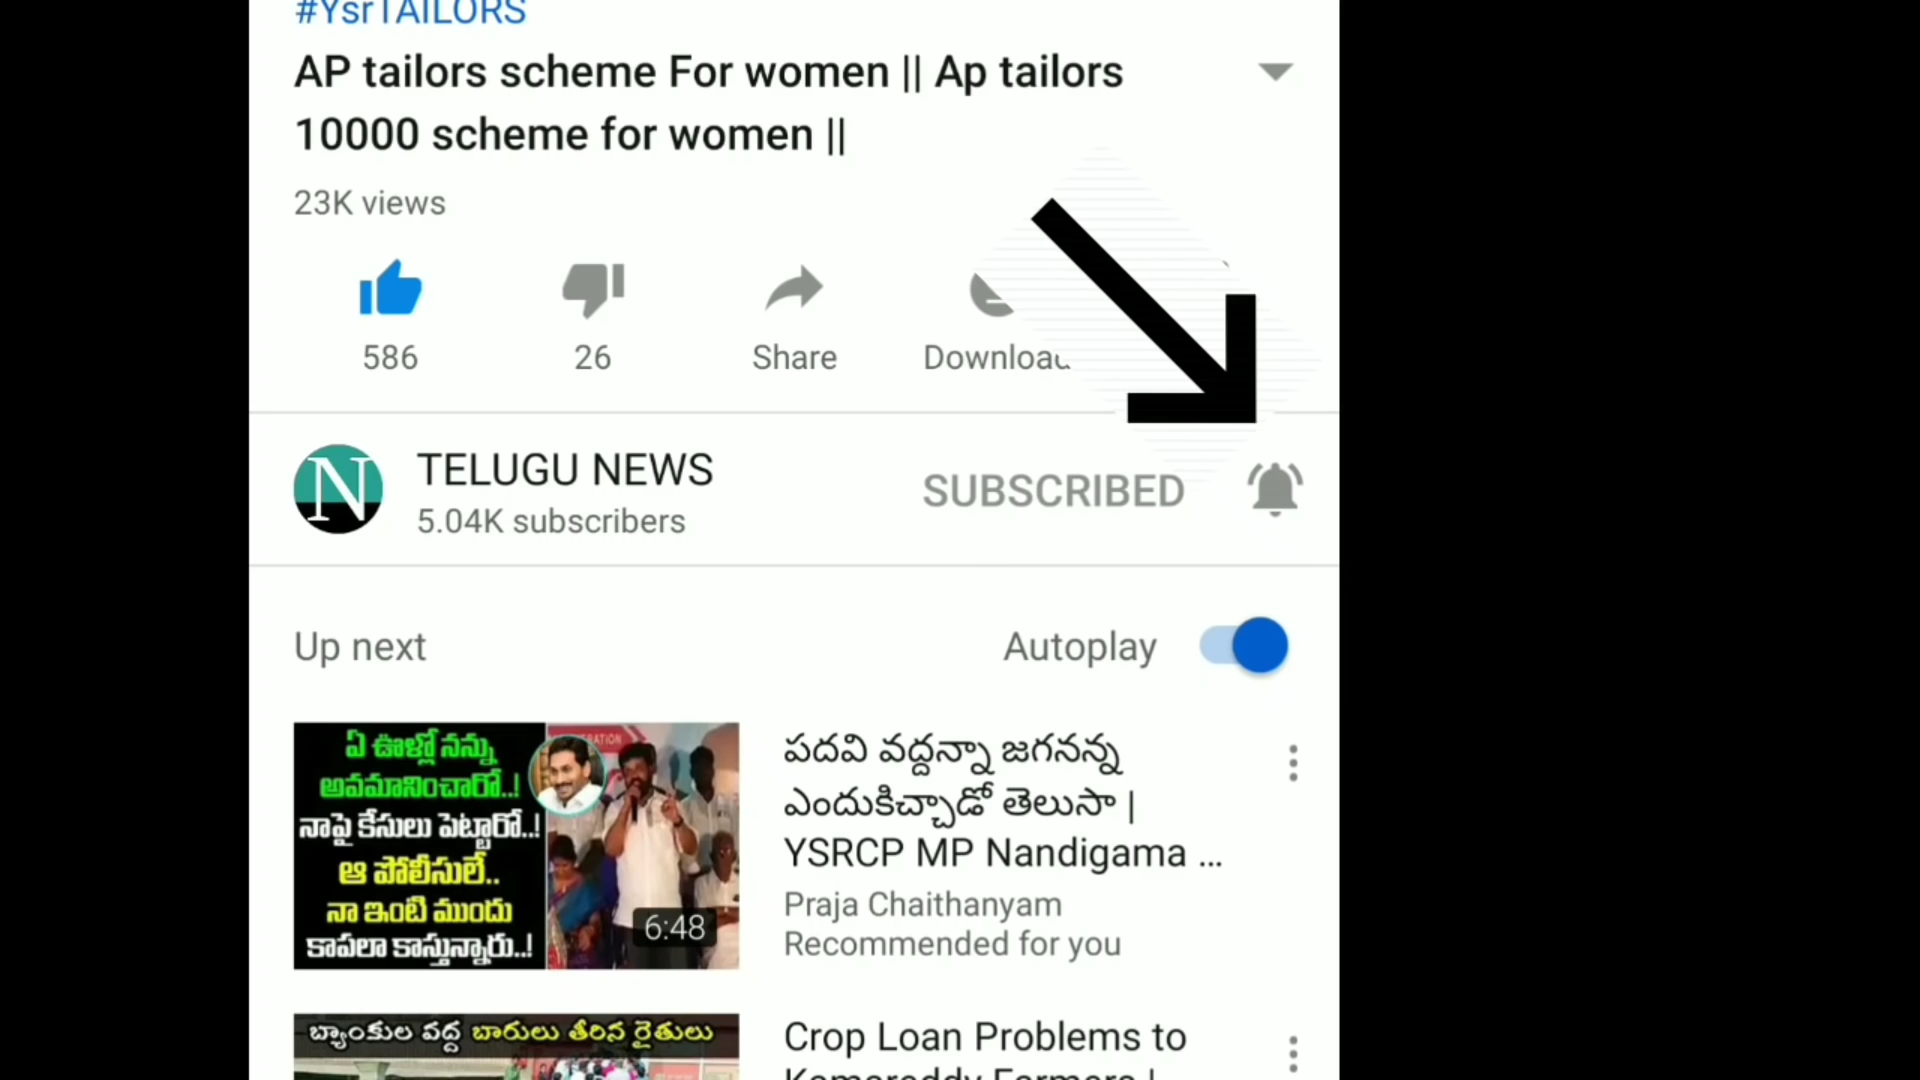 #YsrTAILORS
AP tailors scheme For women || Ap tailors
10000 scheme for women ||
23K views
586
26
Share
Download
TELUGU NEWS
5.04K subscribers
SUBSCRIBED
Up next
Autoplay
ఏ ఊళ్లో నన్ను
అవమానించారో..!
నాపై కేసులు పెట్టారో..!
ఆ పోలీసులే..
నా ఇంటి ముందు
కాపలా కాస్తున్నారు..!
6:48
పదవి వద్దన్నా జగనన్న
ఎందుకిచ్చాడో తెలుసా |
YSRCP MP Nandigama ...
Praja Chaithanyam
Recommended for you
బ్యాంకుల వద్ద బారులు తీరిన రైతులు
Crop Loan Problems to
Kamareddy Farmers |